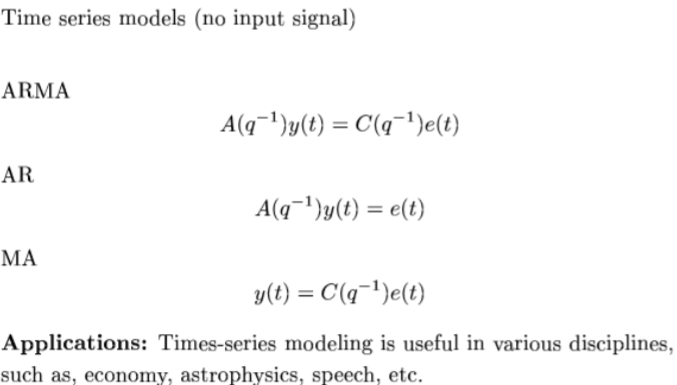 Time series models (no input signal)
ARMA
A(q⁻¹)y(t) = C(q⁻¹)e(t)
AR
A(q⁻¹)y(t) = e(t)
MA
y(t) = C(q⁻¹)e(t)
Applications: Times-series modeling is useful in various disciplines,
such as, economy, astrophysics, speech, etc.